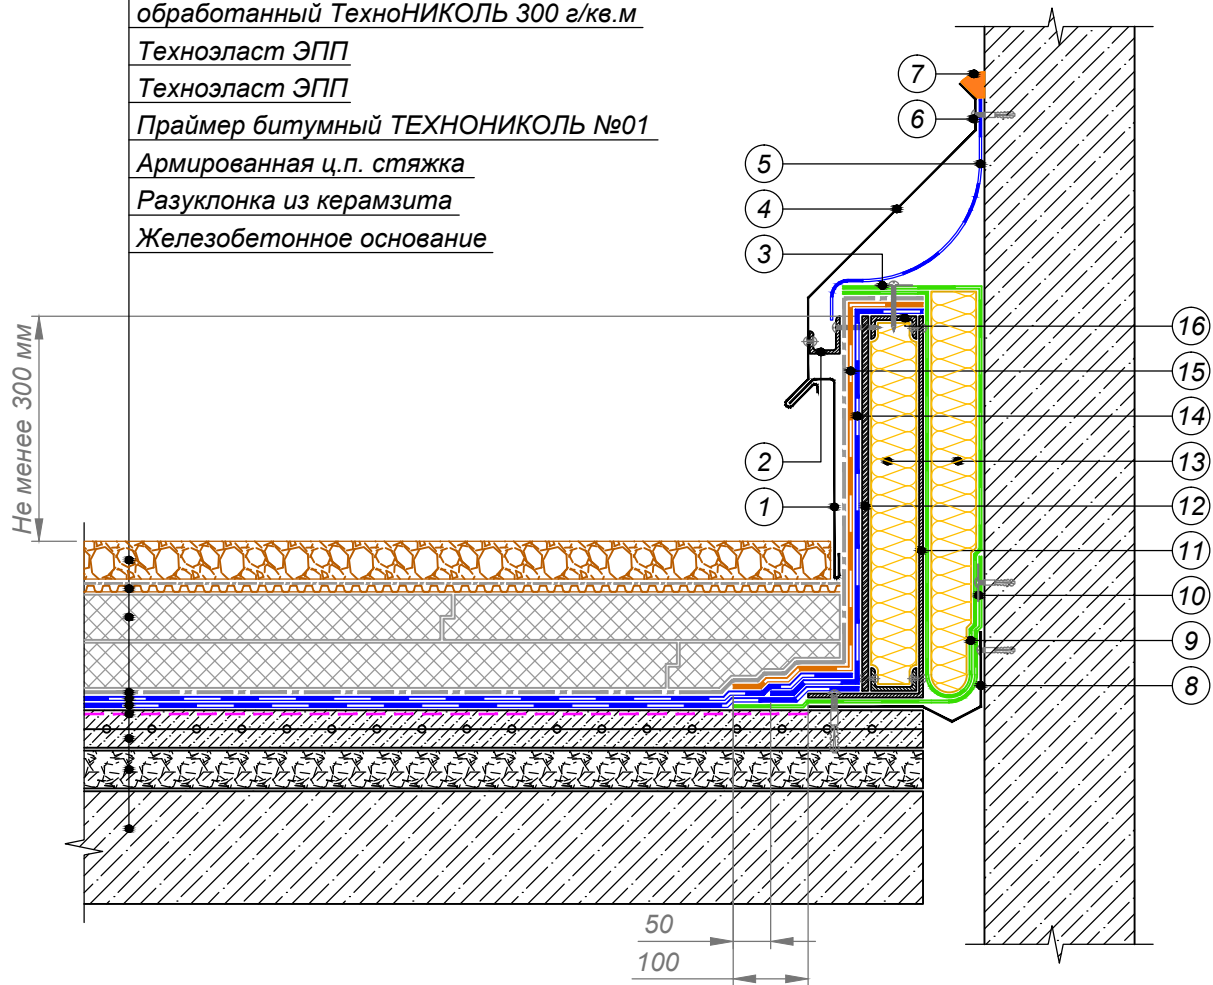 обработанный ТехноНИКОЛЬ 300 г/кв.м
Техноэласт ЭПП
Техноэласт ЭПП
Праймер битумный ТЕХНОНИКОЛЬ №01
Армированная ц.п. стяжка
Разуклонка из керамзита
Железобетонное основание
Не менее 300 мм
7
6
5
4
3
2
1
16
15
14
13
12
11
10
9
8
50
100